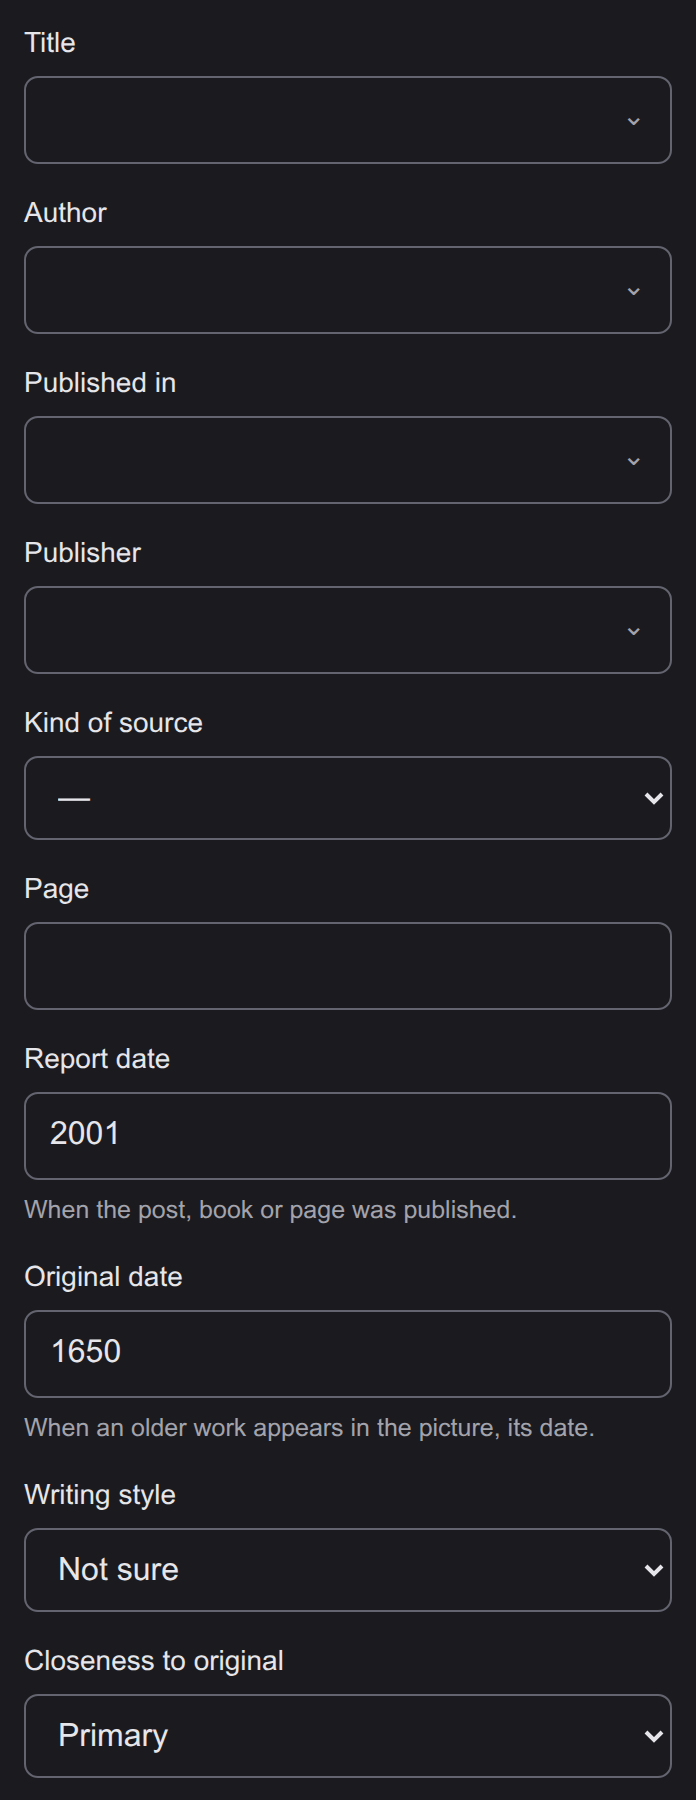 Title
Author
Published in
Publisher
Kind of source
—
Page
Report date
2001
When the post, book or page was published.
Original date
1650
When an older work appears in the picture, its date.
Writing style
Not sure
Closeness to original
Primary